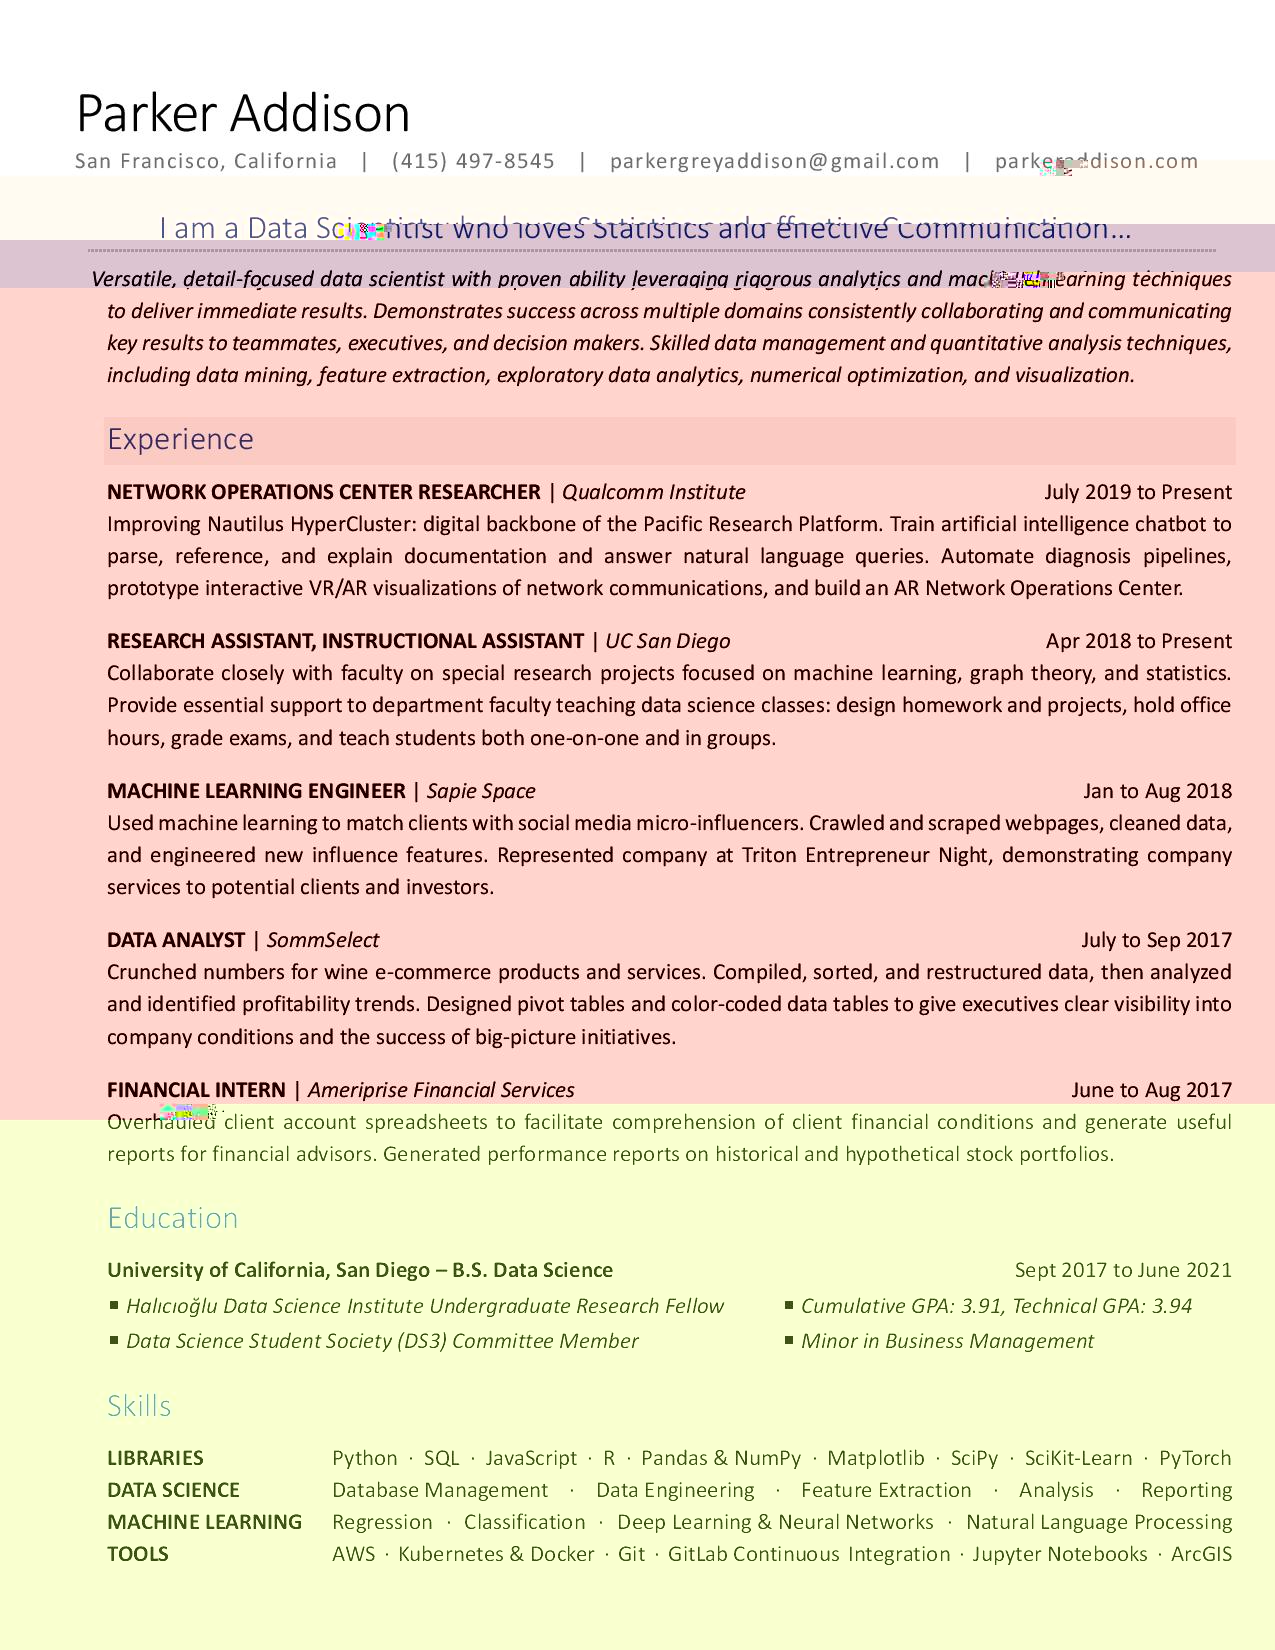 Parker Addison
San Francisco, California | (415) 497-8545 | parkergreyaddison@gmail.com | parkeraddison.com
I am a Data Scientist who loves Statistics and effective Communication...
Versatile, detail-focused data scientist with proven ability leveraging rigorous analytics and machine learning techniques
to deliver immediate results. Demonstrates success across multiple domains consistently collaborating and communicating
key results to teammates, executives, and decision makers. Skilled data management and quantitative analysis techniques,
including data mining, feature extraction, exploratory data analytics, numerical optimization, and visualization.
Experience
NETWORK OPERATIONS CENTER RESEARCHER | Qualcomm Institute July 2019 to Present
Improving Nautilus HyperCluster: digital backbone of the Pacific Research Platform. Train artificial intelligence chatbot to
parse, reference, and explain documentation and answer natural language queries. Automate diagnosis pipelines,
prototype interactive VR/AR visualizations of network communications, and build an AR Network Operations Center.
RESEARCH ASSISTANT, INSTRUCTIONAL ASSISTANT | UC San Diego Apr 2018 to Present
Collaborate closely with faculty on special research projects focused on machine learning, graph theory, and statistics.
Provide essential support to department faculty teaching data science classes: design homework and projects, hold office
hours, grade exams, and teach students both one-on-one and in groups.
MACHINE LEARNING ENGINEER | Sapie Space Jan to Aug 2018
Used machine learning to match clients with social media micro-influencers. Crawled and scraped webpages, cleaned data,
and engineered new influence features. Represented company at Triton Entrepreneur Night, demonstrating company
services to potential clients and investors.
DATA ANALYST | SommSelect July to Sep 2017
Crunched numbers for wine e-commerce products and services. Compiled, sorted, and restructured data, then analyzed
and identified profitability trends. Designed pivot tables and color-coded data tables to give executives clear visibility into
company conditions and the success of big-picture initiatives.
FINANCIAL INTERN | Ameriprise Financial Services June to Aug 2017
Overhauled client account spreadsheets to facilitate comprehension of client financial conditions and generate useful
reports for financial advisors. Generated performance reports on historical and hypothetical stock portfolios.
Education
University of California, San Diego – B.S. Data Science Sept 2017 to June 2021
▪ Halıcıoğlu Data Science Institute Undergraduate Research Fellow ▪ Cumulative GPA: 3.91, Technical GPA: 3.94
▪ Data Science Student Society (DS3) Committee Member ▪ Minor in Business Management
Skills
LIBRARIES Python · SQL · JavaScript · R · Pandas & NumPy · Matplotlib · SciPy · SciKit-Learn · PyTorch
DATA SCIENCE Database Management · Data Engineering · Feature Extraction · Analysis · Reporting
MACHINE LEARNING Regression · Classification · Deep Learning & Neural Networks · Natural Language Processing
TOOLS AWS · Kubernetes & Docker · Git · GitLab Continuous Integration · Jupyter Notebooks · ArcGIS